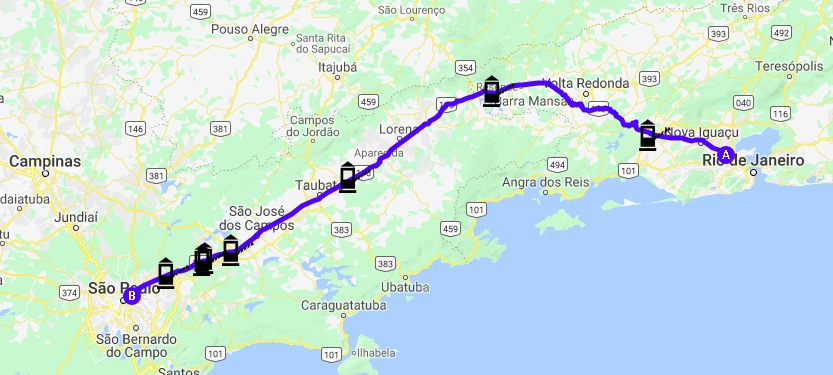 459
São Lourenço
Três Rios
Pouso Alegre
Santa Rita
do Sapucaí
393
492
Teresópolis
Itajubá
354
Volta Redonda
393
459
Barra Mansa
040
116
146
381
Campos
do Jordão
Lorena
Nova Iguaçu
Campinas
Aparecida
A
Rio de Janeiro
381
Taubaté
494
101
Angra dos Reis
Jundiaí
São José
dos Campos
101
383
459
383
374
São Paulo
B
Ubatuba
Caraguatatuba
São Bernardo
do Campo
101
101
Ilhabela
Santos